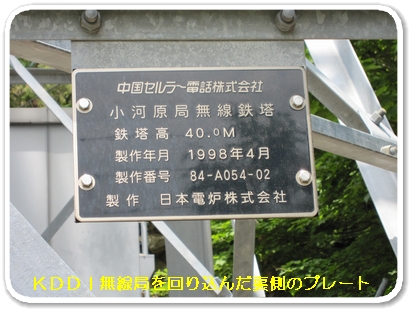 中国セルラー電話株式会社
小河原局無線鉄塔
鉄塔高 40.0M
製作年月 1998年4月
製作番号 84-A054-02
製作 日本電炉株式会社
KDDI無線局を回り込んだ裏側のプレート